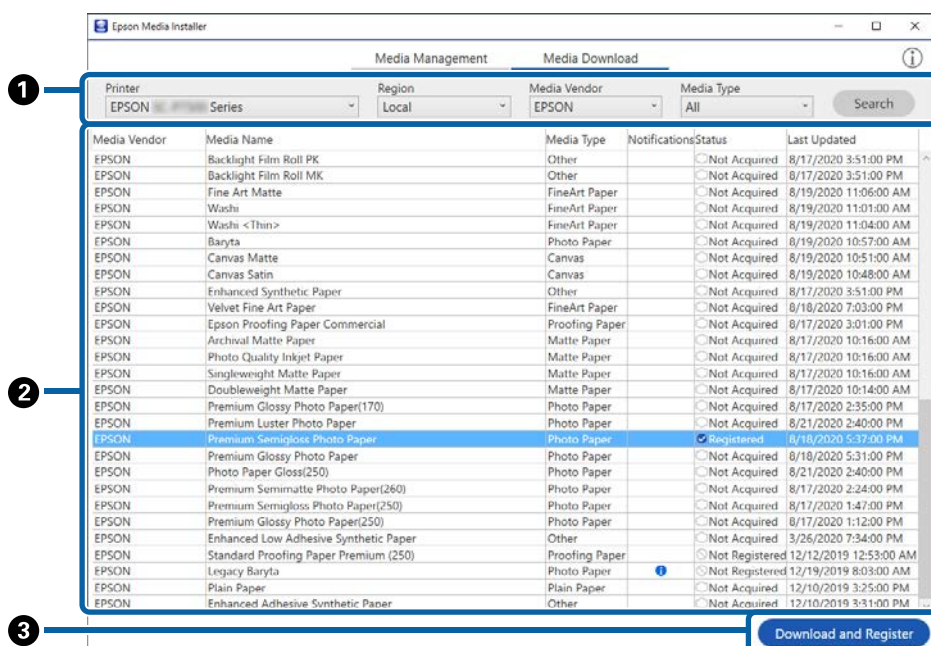 Epson Media Installer
Media Management Media Download
1
Printer Region Media Vendor Media Type
EPSON Series Local EPSON All Search
2
Media Vendor Media Name Media Type Notifications Status Last Updated
EPSON Backlight Film Roll PK Other Not Acquired 8/17/2020 3:51:00 PM
EPSON Backlight Film Roll MK Other Not Acquired 8/17/2020 3:51:00 PM
EPSON Fine Art Matte FineArt Paper Not Acquired 8/19/2020 11:06:00 AM
EPSON Washi FineArt Paper Not Acquired 8/19/2020 11:01:00 AM
EPSON Washi <Thin> FineArt Paper Not Acquired 8/19/2020 11:04:00 AM
EPSON Baryta Photo Paper Not Acquired 8/19/2020 10:57:00 AM
EPSON Canvas Matte Canvas Not Acquired 8/19/2020 10:51:00 AM
EPSON Canvas Satin Canvas Not Acquired 8/19/2020 10:48:00 AM
EPSON Enhanced Synthetic Paper Other Not Acquired 8/17/2020 3:51:00 PM
EPSON Velvet Fine Art Paper FineArt Paper Not Acquired 8/18/2020 7:03:00 PM
EPSON Epson Proofing Paper Commercial Proofing Paper Not Acquired 8/17/2020 3:01:00 PM
EPSON Archival Matte Paper Matte Paper Not Acquired 8/17/2020 10:16:00 AM
EPSON Photo Quality Inkjet Paper Matte Paper Not Acquired 8/17/2020 10:16:00 AM
EPSON Singleweight Matte Paper Matte Paper Not Acquired 8/17/2020 10:16:00 AM
EPSON Doubleweight Matte Paper Matte Paper Not Acquired 8/17/2020 10:14:00 AM
EPSON Premium Glossy Photo Paper(170) Photo Paper Not Acquired 8/17/2020 2:35:00 PM
EPSON Premium Luster Photo Paper Photo Paper Not Acquired 8/21/2020 2:40:00 PM
EPSON Premium Semigloss Photo Paper Photo Paper Registered 8/18/2020 5:37:00 PM
EPSON Premium Glossy Photo Paper Photo Paper Not Acquired 8/18/2020 5:31:00 PM
EPSON Photo Paper Gloss(250) Photo Paper Not Acquired 8/21/2020 2:40:00 PM
EPSON Premium Semimatte Photo Paper(260) Photo Paper Not Acquired 8/17/2020 2:24:00 PM
EPSON Premium Semigloss Photo Paper(250) Photo Paper Not Acquired 8/17/2020 1:47:00 PM
EPSON Premium Glossy Photo Paper(250) Photo Paper Not Acquired 8/17/2020 1:12:00 PM
EPSON Enhanced Low Adhesive Synthetic Paper Other Not Acquired 3/26/2020 7:34:00 PM
EPSON Standard Proofing Paper Premium (250) Proofing Paper Not Registered 12/12/2019 12:53:00 AM
EPSON Legacy Baryta Photo Paper Not Registered 12/19/2019 8:03:00 AM
EPSON Plain Paper Plain Paper Not Acquired 12/10/2019 3:25:00 PM
EPSON Enhanced Adhesive Synthetic Paper Other Not Acquired 12/10/2019 3:31:00 PM
3
Download and Register